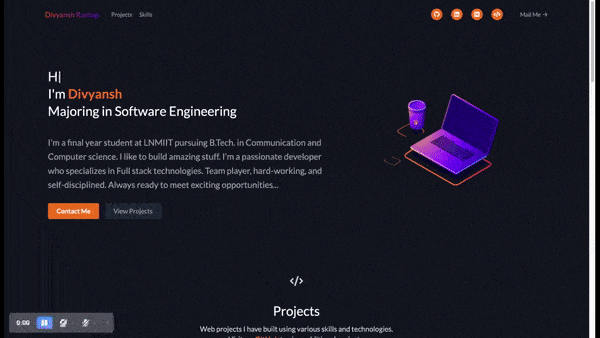 Divyansh Rastogi
Projects
Skills
Mail Me →
H|
I'm Divyansh
Majoring in Software Engineering
I'm a final year student at LNMIIT pursuing B.Tech. in Communication and
Computer science. I like to build amazing stuff. I'm a passionate developer
who specializes in Full stack technologies. Team player, hard-working, and
self-disciplined. Always ready to meet exciting opportunities...
Contact Me
View Projects
</>
Projects
Web projects I have built using various skills and technologies.
0:00